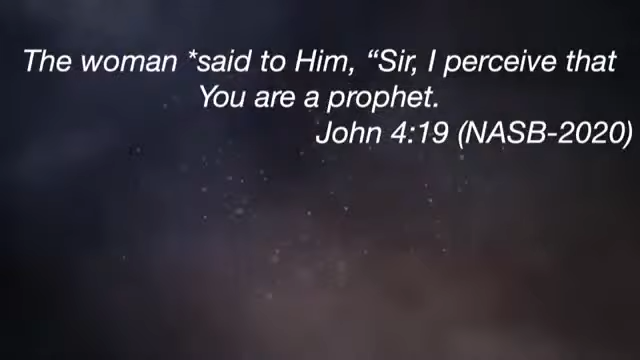 The woman *said to Him, “Sir, I perceive that
You are a prophet.
John 4:19 (NASB-2020)